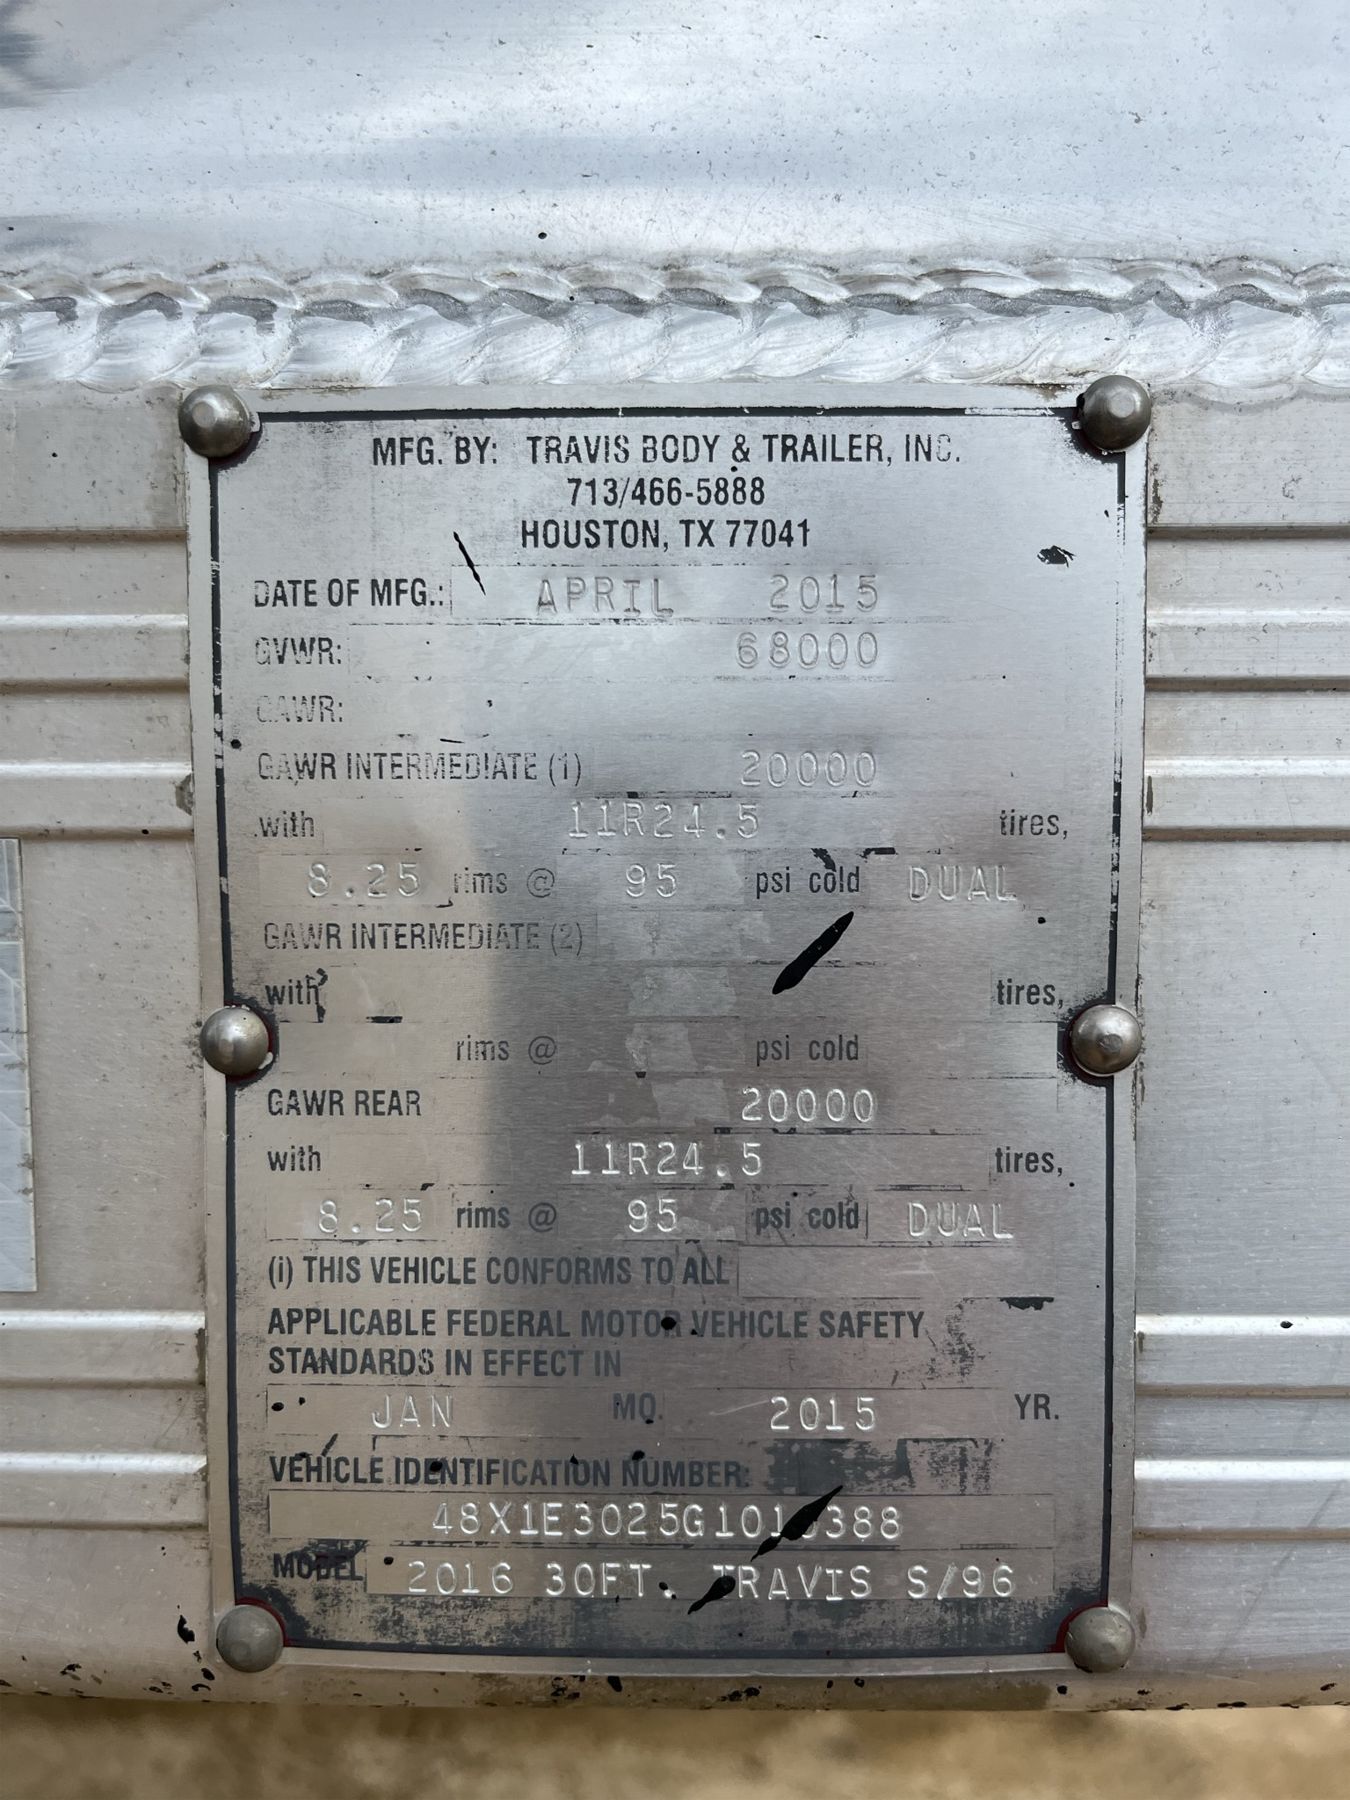 MFG. BY: TRAVIS BODY & TRAILER, INC.
713/466-5888
HOUSTON, TX 77041
DATE OF MFG.: APRIL 2015
GVWR: 68000
GAWR:
GAWR INTERMEDIATE (1) 20000
with 11R24.5 tires,
8.25 rims @ 95 psi cold DUAL
GAWR INTERMEDIATE (2)
with tires,
rims @ psi cold
GAWR REAR 20000
with 11R24.5 tires,
8.25 rims @ 95 psi cold DUAL
(i) THIS VEHICLE CONFORMS TO ALL
APPLICABLE FEDERAL MOTOR VEHICLE SAFETY
STANDARDS IN EFFECT IN
JAN MO. 2015 YR.
VEHICLE IDENTIFICATION NUMBER:
MODEL 2016 30FT. TRAVIS S/96